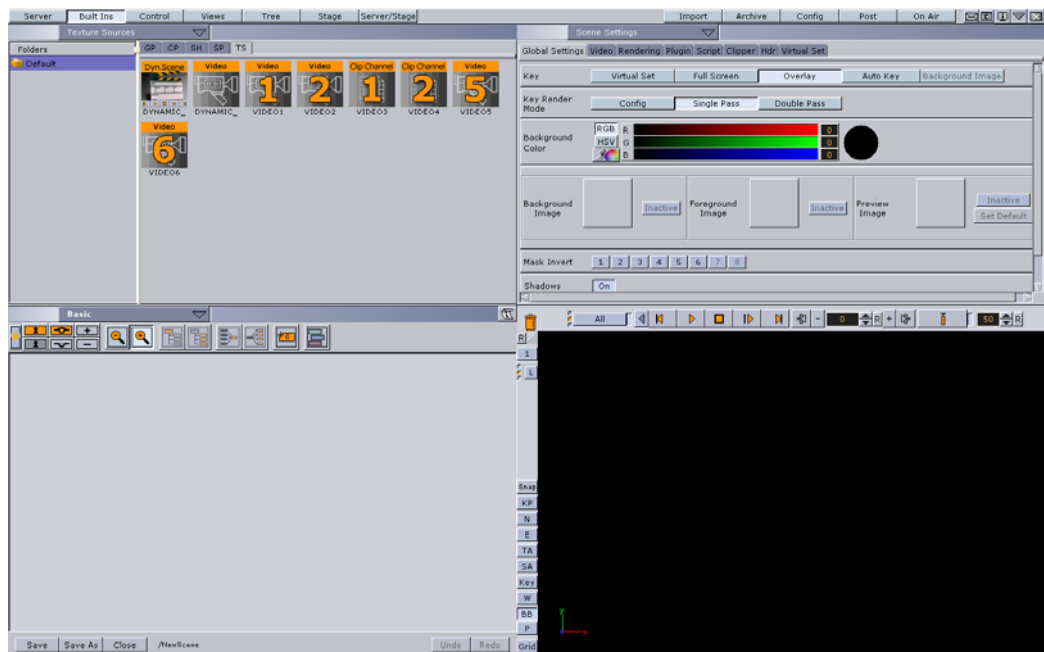 Server Built Ins Control Views Tree Stage Server/Stage Import Archive Config Post On Air
Texture Sources
Folders GP CP SH SP TS
Default
Dyn.Scene Video Video Video Clip Channel Clip Channel Video
1 2 1 2 5
DYNAMIC_ DYNAMIC_ VIDEO1 VIDEO2 VIDEO3 VIDEO4 VIDEO5
Video
6
VIDEO6
Scene Settings
Global Settings Video Rendering Plugin Script Clipper Hdr Virtual Set
Key Virtual Set Full Screen Overlay Auto Key Background Image
Key Render Mode Config Single Pass Double Pass
Background Color RGB HSV R G B 0 0 0
Background Image Inactive Foreground Image Inactive Preview Image Inactive Set Default
Mask Invert 1 2 3 4 5 6 7 8
Shadows On
Basic
All 0 R + 50 R
R
1
L
Snap
KP
N
E
TA
SA
Key
W
BB
P
Grid
y
x
Save Save As Close /NewScene Undo Redo